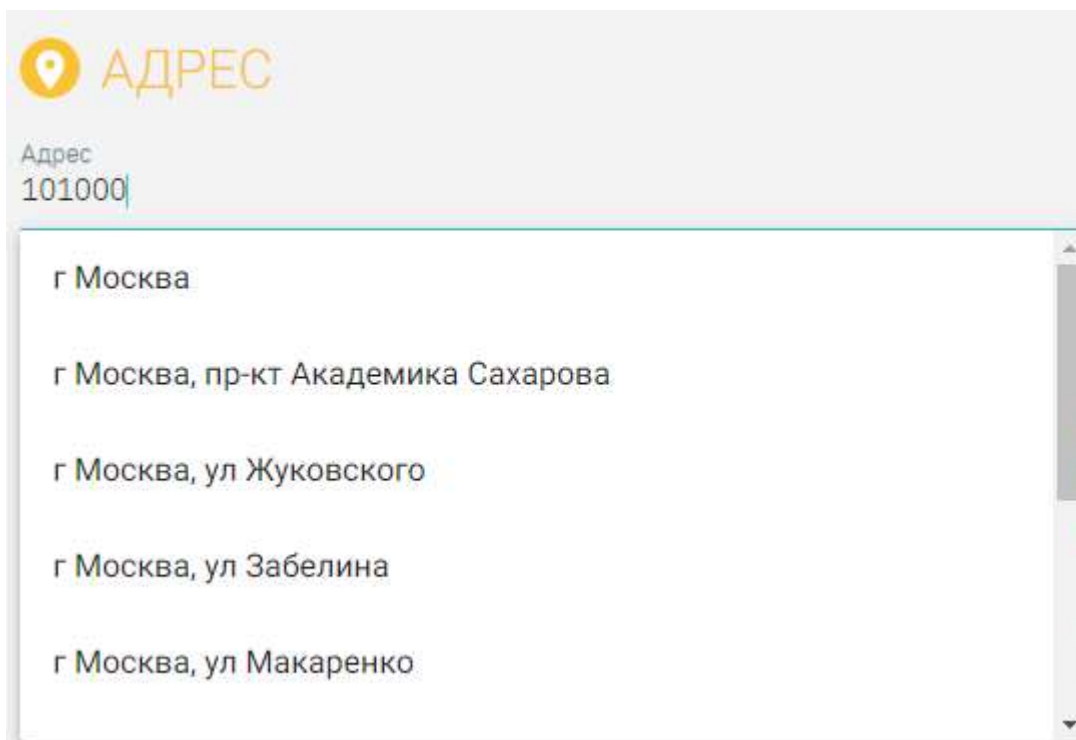 АДРЕС
Адрес
101000
г Москва
г Москва, пр-кт Академика Сахарова
г Москва, ул Жуковского
г Москва, ул Забелина
г Москва, ул Макаренко